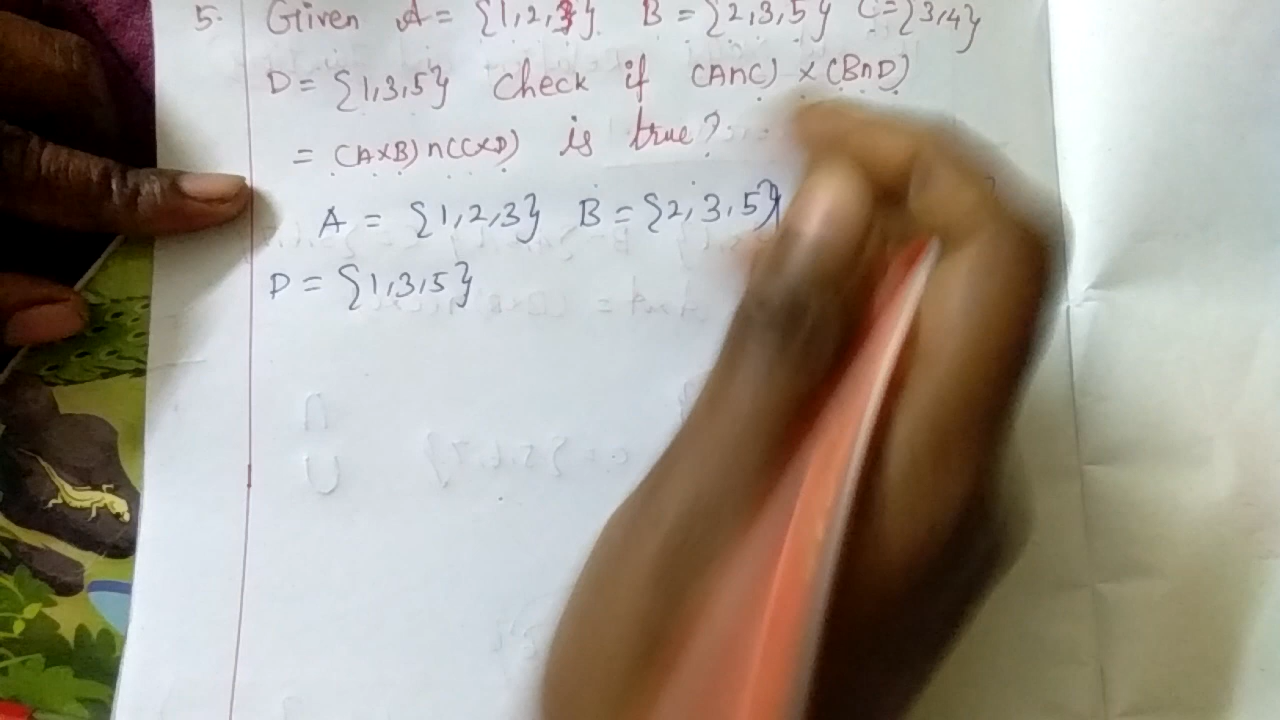 5. Given A = {1,2,3} B = {2,3,5} C = {3,4}
D = {1,3,5} check if (A∩C) × (B∩D)
= (A×B) ∩ (C×D) is true?
A = {1,2,3} B = {2,3,5}
D = {1,3,5}